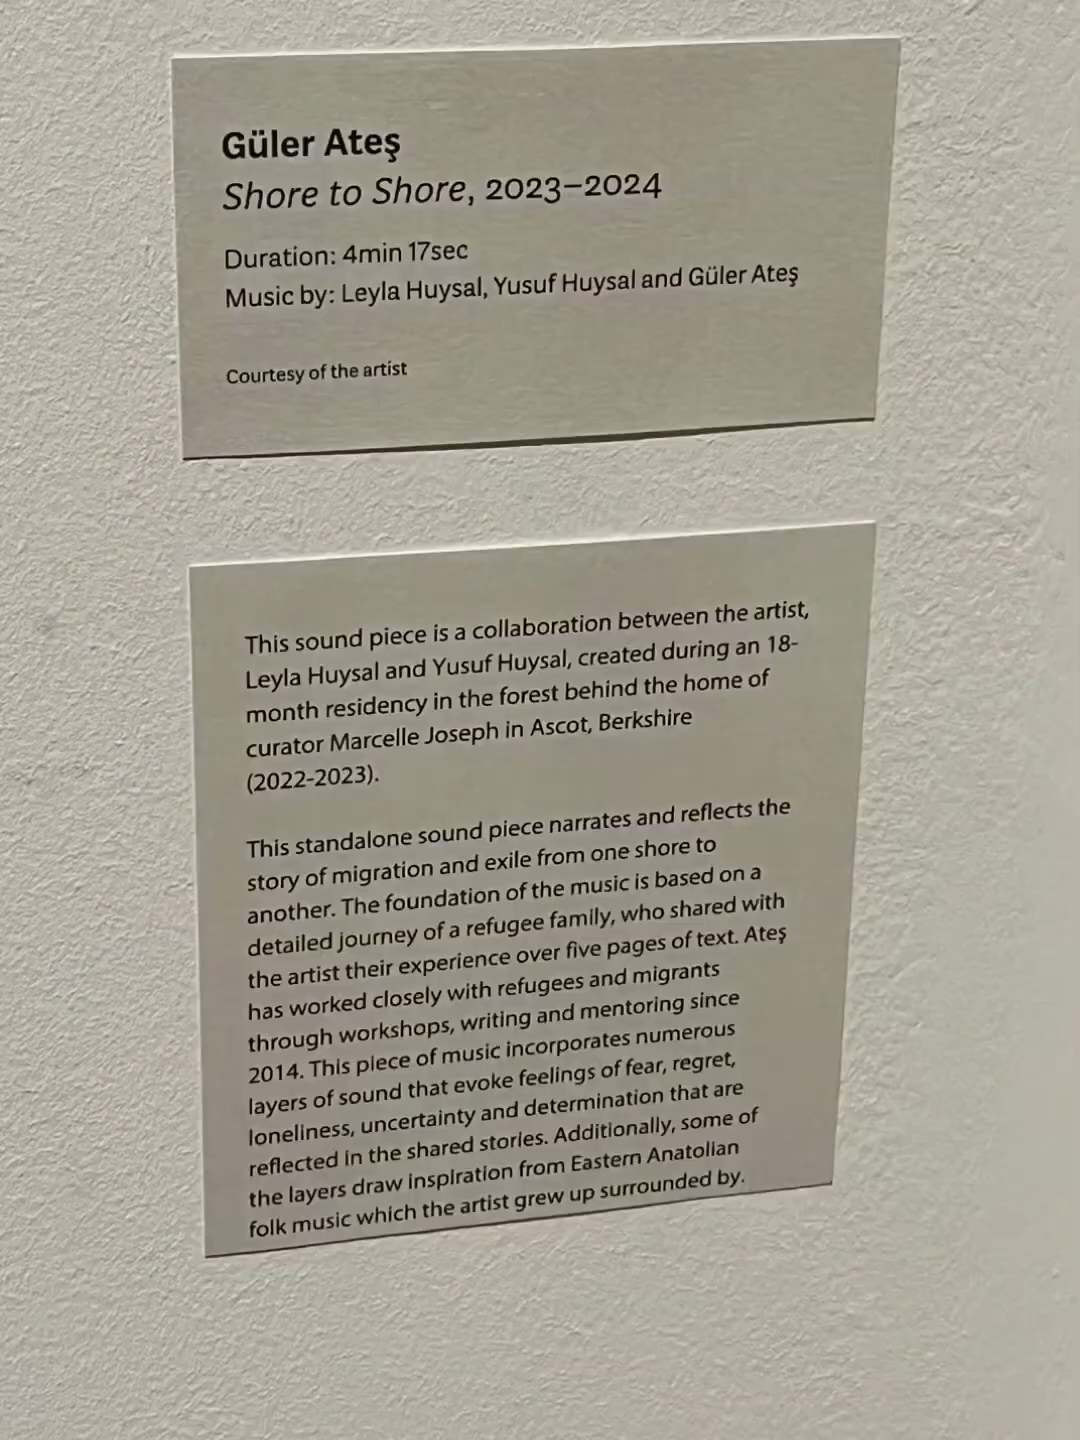 Güler Ateş
Shore to Shore, 2023–2024
Duration: 4min 17sec
Music by: Leyla Huysal, Yusuf Huysal and Güler Ateş
Courtesy of the artist
This sound piece is a collaboration between the artist,
Leyla Huysal and Yusuf Huysal, created during an 18-
month residency in the forest behind the home of
curator Marcelle Joseph in Ascot, Berkshire
(2022-2023).
This standalone sound piece narrates and reflects the
story of migration and exile from one shore to
another. The foundation of the music is based on a
detailed journey of a refugee family, who shared with
the artist their experience over five pages of text. Ateş
has worked closely with refugees and migrants
through workshops, writing and mentoring since
2014. This piece of music incorporates numerous
layers of sound that evoke feelings of fear, regret,
loneliness, uncertainty and determination that are
reflected in the shared stories. Additionally, some of
the layers draw inspiration from Eastern Anatolian
folk music which the artist grew up surrounded by.